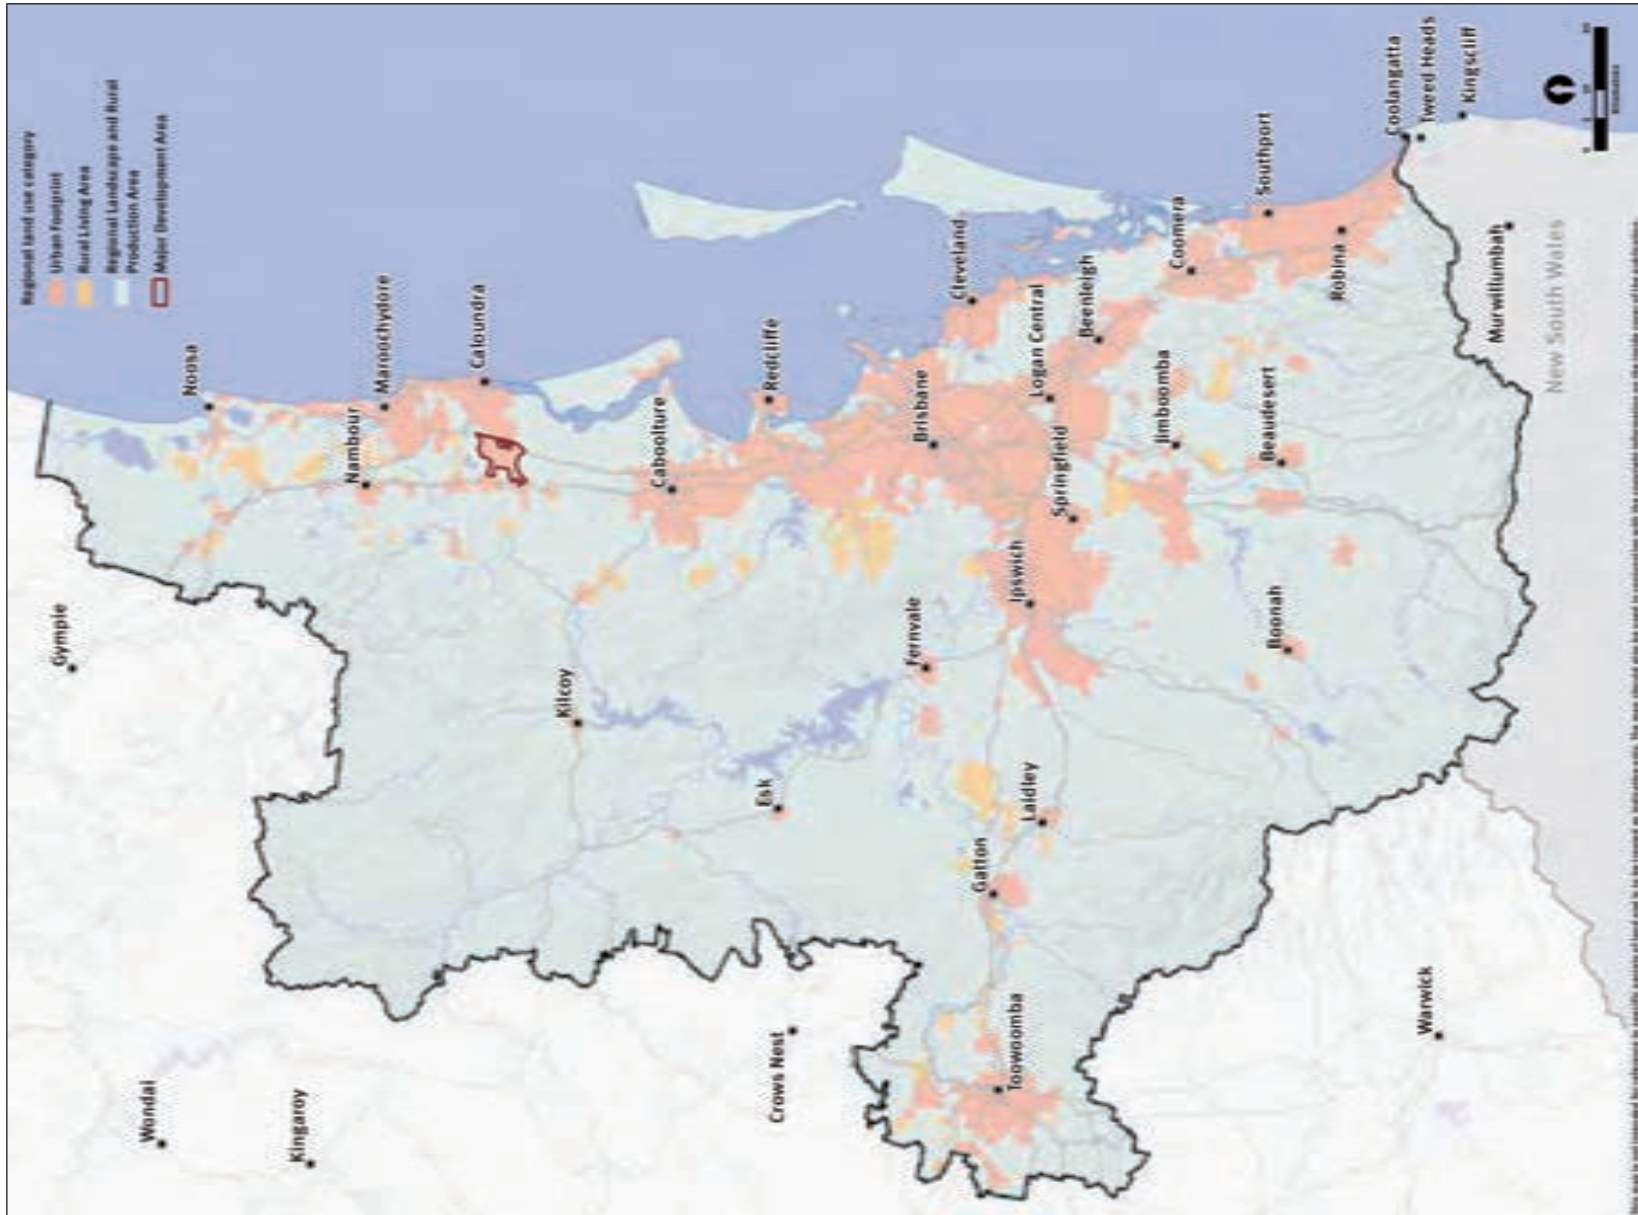 Regional land use category
Urban Footprint
Rural Living Area
Regional Landscape and Rural
Production Area
Major Development Area
Gympie
Noosa
Wondai
Kingaroy
Nambour
Maroochydore
Caloundra
Kilcoy
Caboolture
Redcliffe
Esk
Crows Nest
Fernvale
Brisbane
Cleveland
Gatton
Toowoomba
Laidley
Ipswich
Springfield
Logan Central
Beenleigh
Jimboomba
Coomera
Boonah
Beaudesert
Southport
Robina
Coolangatta
Tweed Heads
Kingscliff
Murwillumbah
New South Wales
Warwick